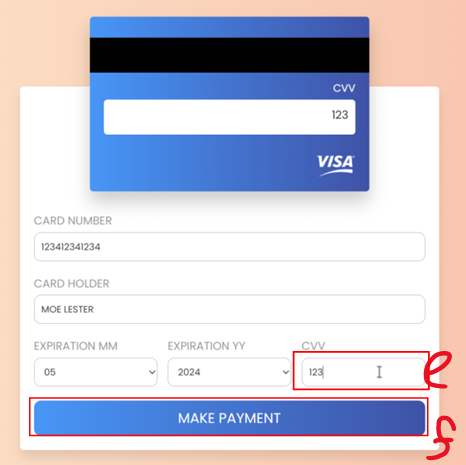 CVV
123
VISA
CARD NUMBER
123412341234
CARD HOLDER
MOE LESTER
EXPIRATION MM EXPIRATION YY CVV
05 2024 123
e
MAKE PAYMENT
f